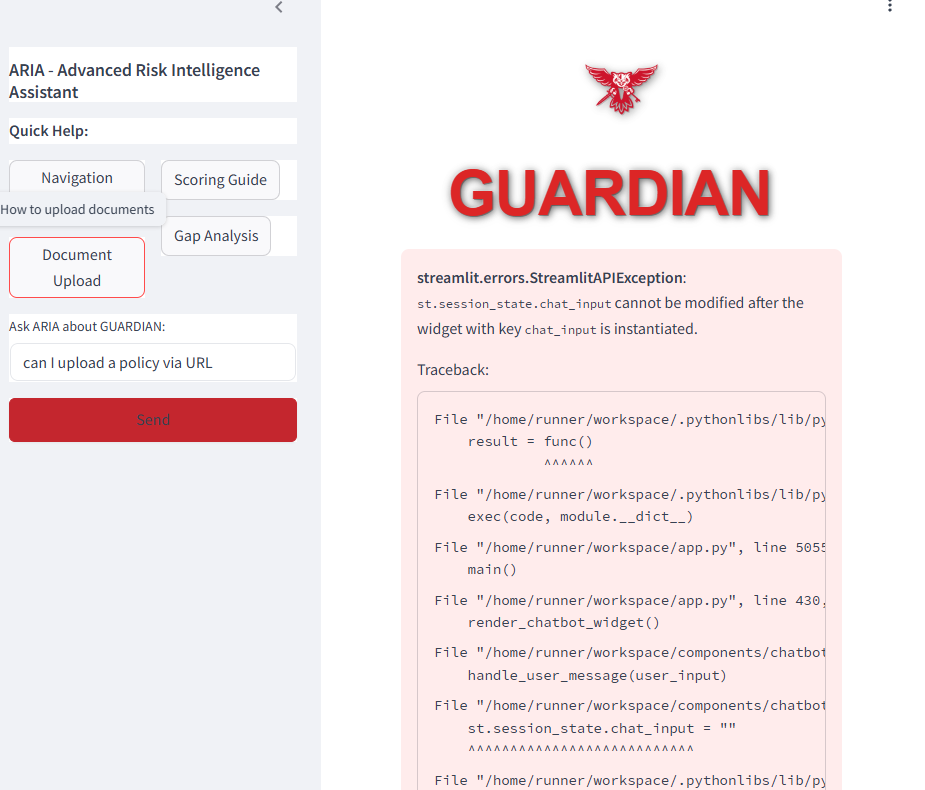 ARIA - Advanced Risk Intelligence
Assistant
Quick Help:
Navigation
Scoring Guide
How to upload documents
Gap Analysis
Document
Upload
Ask ARIA about GUARDIAN:
can I upload a policy via URL
Send
GUARDIAN
streamlit.errors.StreamlitAPIException:
st.session_state.chat_input cannot be modified after the
widget with key chat_input is instantiated.
Traceback:
File "/home/runner/workspace/.pythonlibs/lib/py
result = func()
^^^^^^
File "/home/runner/workspace/.pythonlibs/lib/py
exec(code, module.__dict__)
File "/home/runner/workspace/app.py", line 5055
main()
File "/home/runner/workspace/app.py", line 430,
render_chatbot_widget()
File "/home/runner/workspace/components/chatbot
handle_user_message(user_input)
File "/home/runner/workspace/components/chatbot
st.session_state.chat_input = ""
^^^^^^^^^^^^^^^^^^^^^^^^^^^
File "/home/runner/workspace/.pythonlibs/lib/py